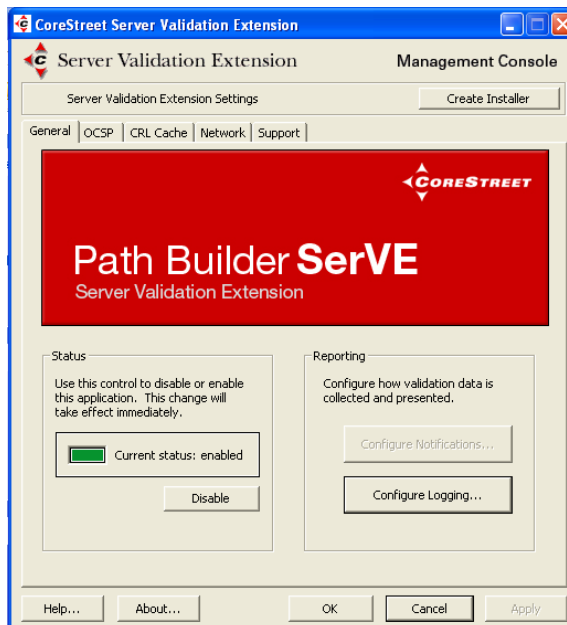 CoreStreet Server Validation Extension
Server Validation Extension
Management Console
Server Validation Extension Settings
Create Installer
General
OCSP
CRL Cache
Network
Support
CORESTREET
Path Builder SerVE
Server Validation Extension
Status
Use this control to disable or enable
this application. This change will
take effect immediately.
Current status: enabled
Disable
Reporting
Configure how validation data is
collected and presented.
Configure Notifications...
Configure Logging...
Help...
About...
OK
Cancel
Apply